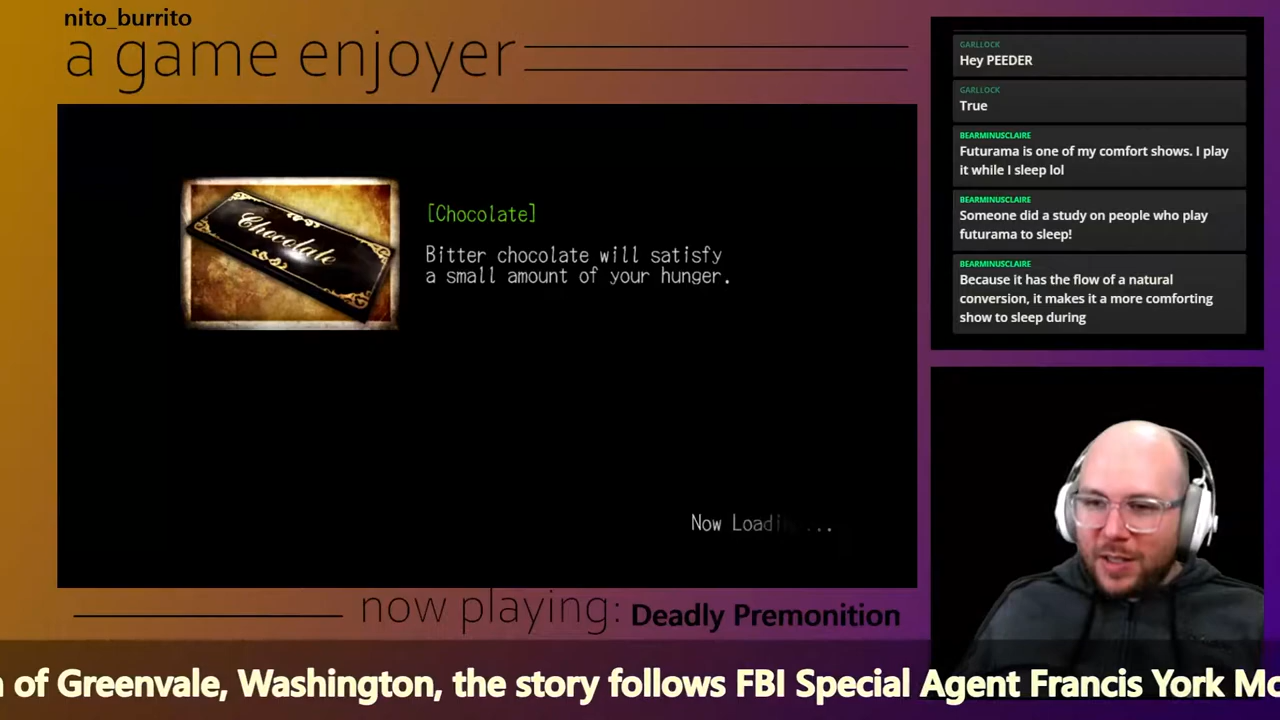 nito_burrito
a game enjoyer
Chocolate
[Chocolate]
Bitter chocolate will satisfy
a small amount of your hunger.
Now Loading...
now playing: Deadly Premonition
of Greenvale, Washington, the story follows FBI Special Agent Francis York
GARLLOCK
Hey PEEDER
GARLLOCK
True
BEARMINUSCLAIRE
Futurama is one of my comfort shows. I play
it while I sleep lol
BEARMINUSCLAIRE
Someone did a study on people who play
futurama to sleep!
BEARMINUSCLAIRE
Because it has the flow of a natural
conversion, it makes it a more comforting
show to sleep during